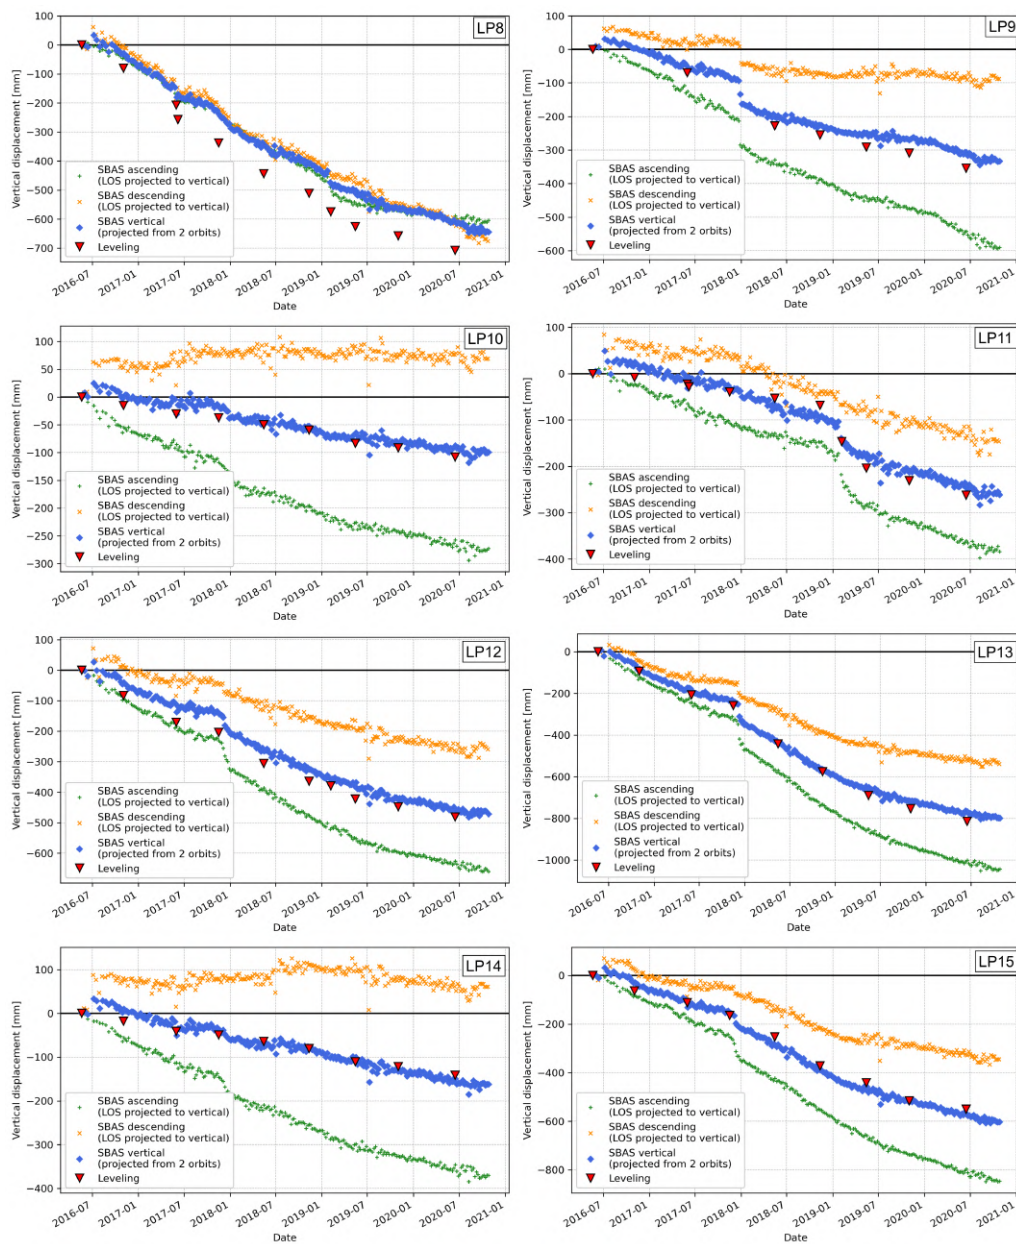 LP8
Vertical displacement [mm]
100
0
−100
−200
−300
−400
−500
−600
−700
SBAS ascending
(LOS projected to vertical)
SBAS descending
(LOS projected to vertical)
SBAS vertical
(projected from 2 orbits)
Leveling
2016-07
2017-01
2017-07
2018-01
2018-07
2019-01
2019-07
2020-01
2020-07
2021-01
Date
LP9
Vertical displacement [mm]
100
0
−100
−200
−300
−400
−500
−600
SBAS ascending
(LOS projected to vertical)
SBAS descending
(LOS projected to vertical)
SBAS vertical
(projected from 2 orbits)
Leveling
2016-07
2017-01
2017-07
2018-01
2018-07
2019-01
2019-07
2020-01
2020-07
2021-01
Date
LP10
Vertical displacement [mm]
100
50
0
−50
−100
−150
−200
−250
−300
SBAS ascending
(LOS projected to vertical)
SBAS descending
(LOS projected to vertical)
SBAS vertical
(projected from 2 orbits)
Leveling
2016-07
2017-01
2017-07
2018-01
2018-07
2019-01
2019-07
2020-01
2020-07
2021-01
Date
LP11
Vertical displacement [mm]
100
0
−100
−200
−300
−400
SBAS ascending
(LOS projected to vertical)
SBAS descending
(LOS projected to vertical)
SBAS vertical
(projected from 2 orbits)
Leveling
2016-07
2017-01
2017-07
2018-01
2018-07
2019-01
2019-07
2020-01
2020-07
2021-01
Date
LP12
Vertical displacement [mm]
100
0
−100
−200
−300
−400
−500
−600
SBAS ascending
(LOS projected to vertical)
SBAS descending
(LOS projected to vertical)
SBAS vertical
(projected from 2 orbits)
Leveling
2016-07
2017-01
2017-07
2018-01
2018-07
2019-01
2019-07
2020-01
2020-07
2021-01
Date
LP13
Vertical displacement [mm]
0
−200
−400
−600
−800
−1000
SBAS ascending
(LOS projected to vertical)
SBAS descending
(LOS projected to vertical)
SBAS vertical
(projected from 2 orbits)
Leveling
2016-07
2017-01
2017-07
2018-01
2018-07
2019-01
2019-07
2020-01
2020-07
2021-01
Date
LP14
Vertical displacement [mm]
100
0
−100
−200
−300
−400
SBAS ascending
(LOS projected to vertical)
SBAS descending
(LOS projected to vertical)
SBAS vertical
(projected from 2 orbits)
Leveling
2016-07
2017-01
2017-07
2018-01
2018-07
2019-01
2019-07
2020-01
2020-07
2021-01
Date
LP15
Vertical displacement [mm]
0
−200
−400
−600
−800
SBAS ascending
(LOS projected to vertical)
SBAS descending
(LOS projected to vertical)
SBAS vertical
(projected from 2 orbits)
Leveling
2016-07
2017-01
2017-07
2018-01
2018-07
2019-01
2019-07
2020-01
2020-07
2021-01
Date